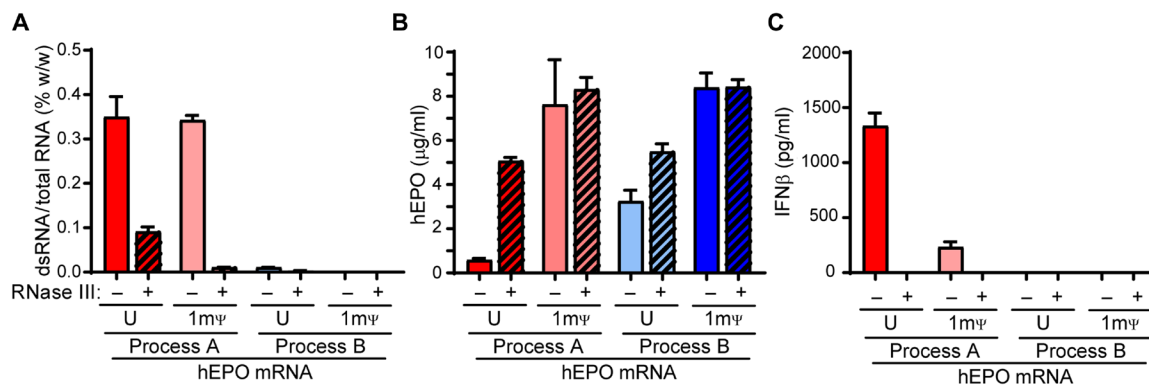 A
dsRNA/total RNA (% w/w)
0.5
0.4
0.3
0.2
0.1
0.0
RNase III: – + – + – + – +
U 1mΨ U 1mΨ
Process A Process B
hEPO mRNA
B
hEPO (μg/ml)
10
8
6
4
2
0
– + – + – + – +
U 1mΨ U 1mΨ
Process A Process B
hEPO mRNA
C
IFNβ (pg/ml)
2000
1500
1000
500
0
– + – + – + – +
U 1mΨ U 1mΨ
Process A Process B
hEPO mRNA